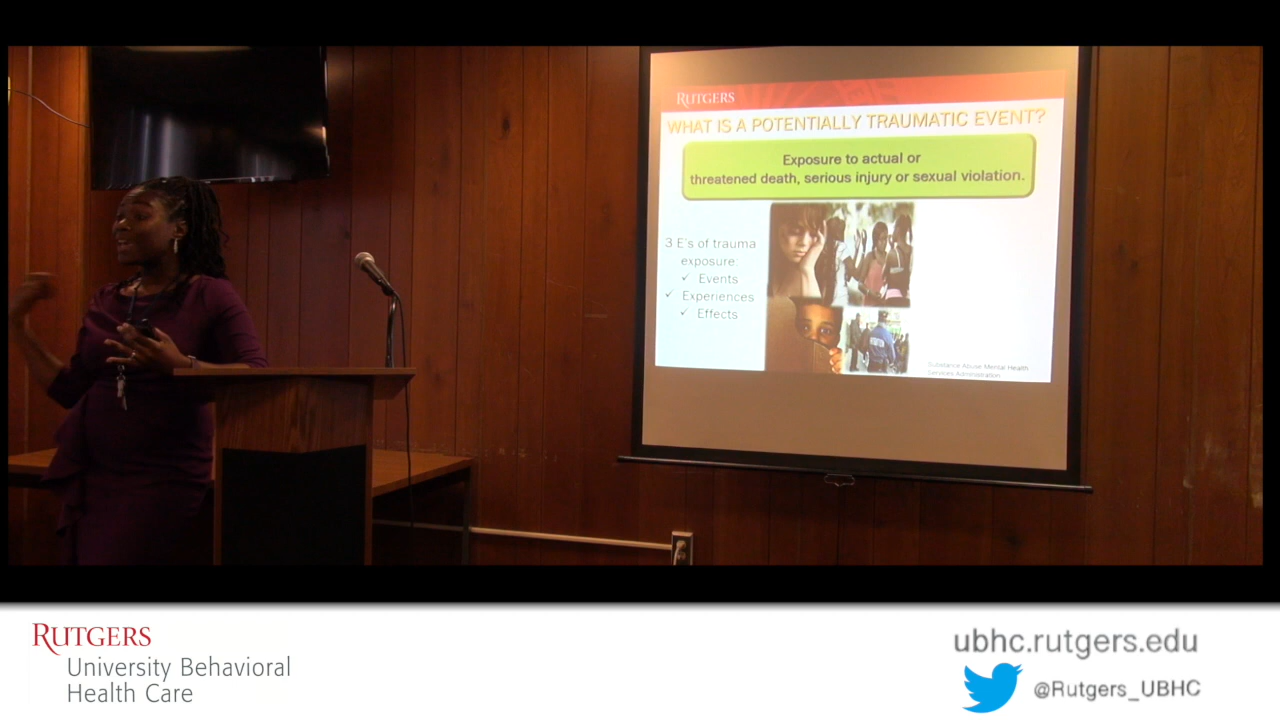 RUTGERS
WHAT IS A POTENTIALLY TRAUMATIC EVENT?
Exposure to actual or
threatened death, serious injury or sexual violation.
3 E's of trauma
exposure:
✓ Events
✓ Experiences
✓ Effects
Substance Abuse Mental Health
Services Administration
RUTGERS
University Behavioral
Health Care
ubhc.rutgers.edu
@Rutgers_UBHC